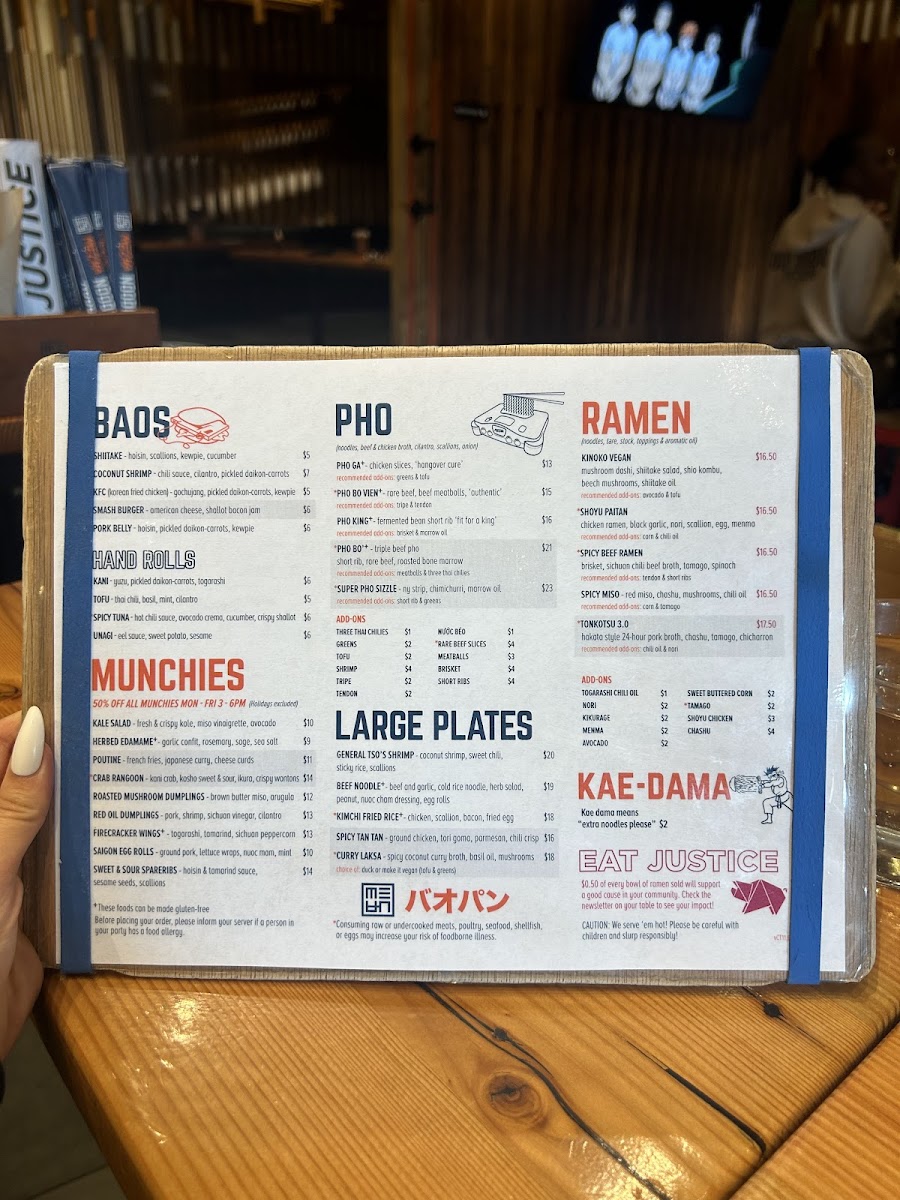 JUSTICE
BAOS
SHIITAKE - hoisin, scallions, kewpie, cucumber $5
COCONUT SHRIMP - chili sauce, cilantro, pickled daikon-carrots $7
KFC (korean fried chicken) - gochujang, pickled daikon-carrots, kewpie $5
SMASH BURGER - american cheese, shallot bacon jam $6
PORK BELLY - hoisin, pickled daikon-carrots, kewpie $6
HAND ROLLS
KANI - yuzu, pickled daikon-carrots, togarashi $6
TOFU - thai chili, basil, mint, cilantro $5
SPICY TUNA - hot chili sauce, avocado crema, cucumber, crispy shallot $6
UNAGI - eel sauce, sweet potato, sesame $6
MUNCHIES
50% OFF ALL MUNCHIES MON - FRI 3 - 6PM (Holidays excluded)
KALE SALAD - fresh & crispy kale, miso vinaigrette, avocado $10
HERBED EDAMAME⁺ - garlic confit, rosemary, sage, sea salt $9
POUTINE - french fries, japanese curry, cheese curds $11
*CRAB RANGOON - kani crab, kosho sweet & sour, ikura, crispy wontons $14
ROASTED MUSHROOM DUMPLINGS - brown butter miso, arugula $12
RED OIL DUMPLINGS - pork, shrimp, sichuan vinegar, cilantro $13
FIRECRACKER WINGS⁺ - togarashi, tamarind, sichuan peppercorn $13
SAIGON EGG ROLLS - ground pork, lettuce wraps, nuoc mam, mint $10
SWEET & SOUR SPARERIBS - hoisin & tamarind sauce, $14
sesame seeds, scallions
⁺These foods can be made gluten-free
Before placing your order, please inform your server if a person in
your party has a food allergy.
PHO
(noodles, beef & chicken broth, cilantro, scallions, onion)
PHO GA⁺ - chicken slices, 'hangover cure' $13
recommended add-ons: greens & tofu
*PHO BO VIEN⁺ - rare beef, beef meatballs, 'authentic' $15
recommended add-ons: tripe & tendon
PHO KING⁺ - fermented bean short rib 'fit for a king' $16
recommended add-ons: brisket & marrow oil
*PHO BO³⁺ - triple beef pho $21
short rib, rare beef, roasted bone marrow
recommended add-ons: meatballs & three thai chilies
*SUPER PHO SIZZLE - ny strip, chimichurri, marrow oil $23
recommended add-ons: short rib & greens
ADD-ONS
THREE THAI CHILIES $1 NUỚC BÉO $1
GREENS $2 *RARE BEEF SLICES $4
TOFU $2 MEATBALLS $3
SHRIMP $4 BRISKET $4
TRIPE $2 SHORT RIBS $4
TENDON $2
LARGE PLATES
GENERAL TSO'S SHRIMP - coconut shrimp, sweet chili, $20
sticky rice, scallions
BEEF NOODLE⁺ - beef and garlic, cold rice noodle, herb salad, $19
peanut, nuoc cham dressing, egg rolls
*KIMCHI FRIED RICE⁺ - chicken, scallion, bacon, fried egg $18
SPICY TAN TAN - ground chicken, tori gama, parmesan, chili crisp $16
*CURRY LAKSA - spicy coconut curry broth, basil oil, mushrooms $18
choice of: duck or make it vegan (tofu & greens)
バオパン
*Consuming raw or undercooked meats, poultry, seafood, shellfish,
or eggs may increase your risk of foodborne illness.
RAMEN
(noodles, tare, stock, toppings & aromatic oil)
KINOKO VEGAN $16.50
mushroom dashi, shiitake salad, shio kombu,
beech mushrooms, shiitake oil
recommended add-ons: avocado & tofu
*SHOYU PAITAN $16.50
chicken ramen, black garlic, nori, scallion, egg, menma
recommended add-ons: corn & chili oil
*SPICY BEEF RAMEN $16.50
brisket, sichuan chili beef broth, tamago, spinach
recommended add-ons: tendon & short ribs
SPICY MISO - red miso, chashu, mushrooms, chili oil $16.50
recommended add-ons: corn & tamago
*TONKOTSU 3.0 $17.50
hakata style 24-hour pork broth, chashu, tamago, chicharron
recommended add-ons: chili oil & nori
ADD-ONS
TOGARASHI CHILI OIL $1 SWEET BUTTERED CORN $2
NORI $2 *TAMAGO $2
KIKURAGE $2 SHOYU CHICKEN $3
MENMA $2 CHASHU $4
AVOCADO $2
KAE-DAMA
Kae dama means
"extra noodles please" $2
EAT JUSTICE
$0.50 of every bowl of ramen sold will support
a good cause in your community. Check the
newsletter on your table to see your impact!
CAUTION: We serve 'em hot! Please be careful with
children and slurp responsibly!